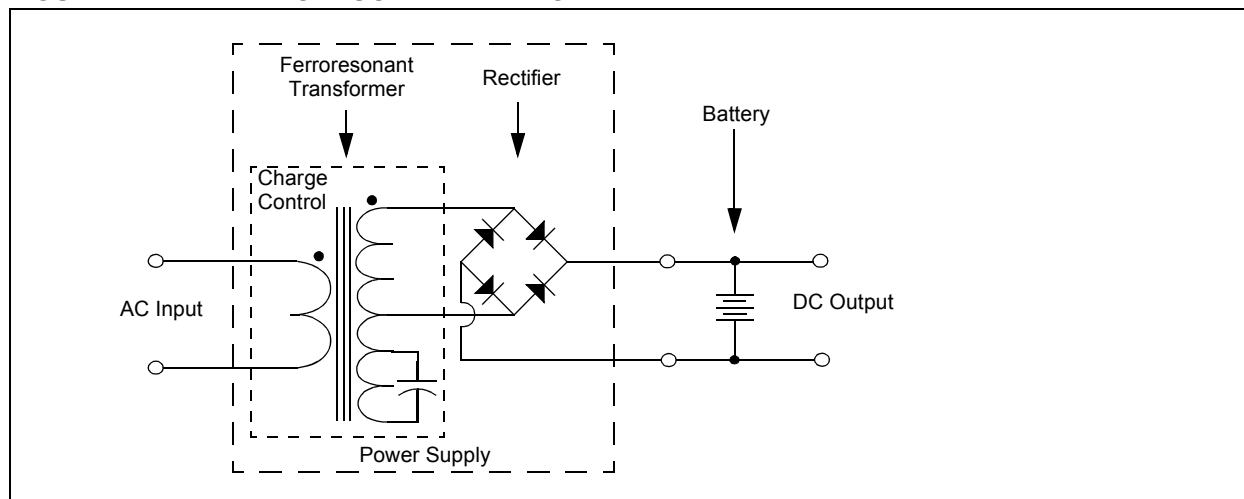 Ferroresonant
Transformer
Rectifier
Battery
Charge
Control
AC Input
DC Output
Power Supply